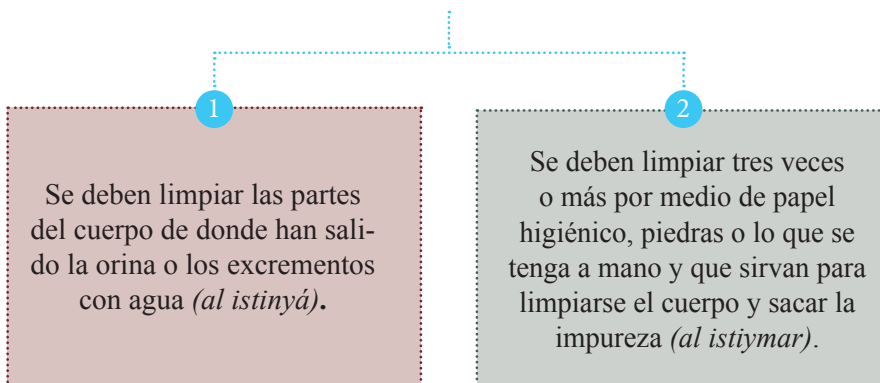 1
Se deben limpiar las partes
del cuerpo de donde han sali-
do la orina o los excrementos
con agua (al istinyá).
2
Se deben limpiar tres veces
o más por medio de papel
higiénico, piedras o lo que se
tenga a mano y que sirvan para
limpiarse el cuerpo y sacar la
impureza (al istiymar).